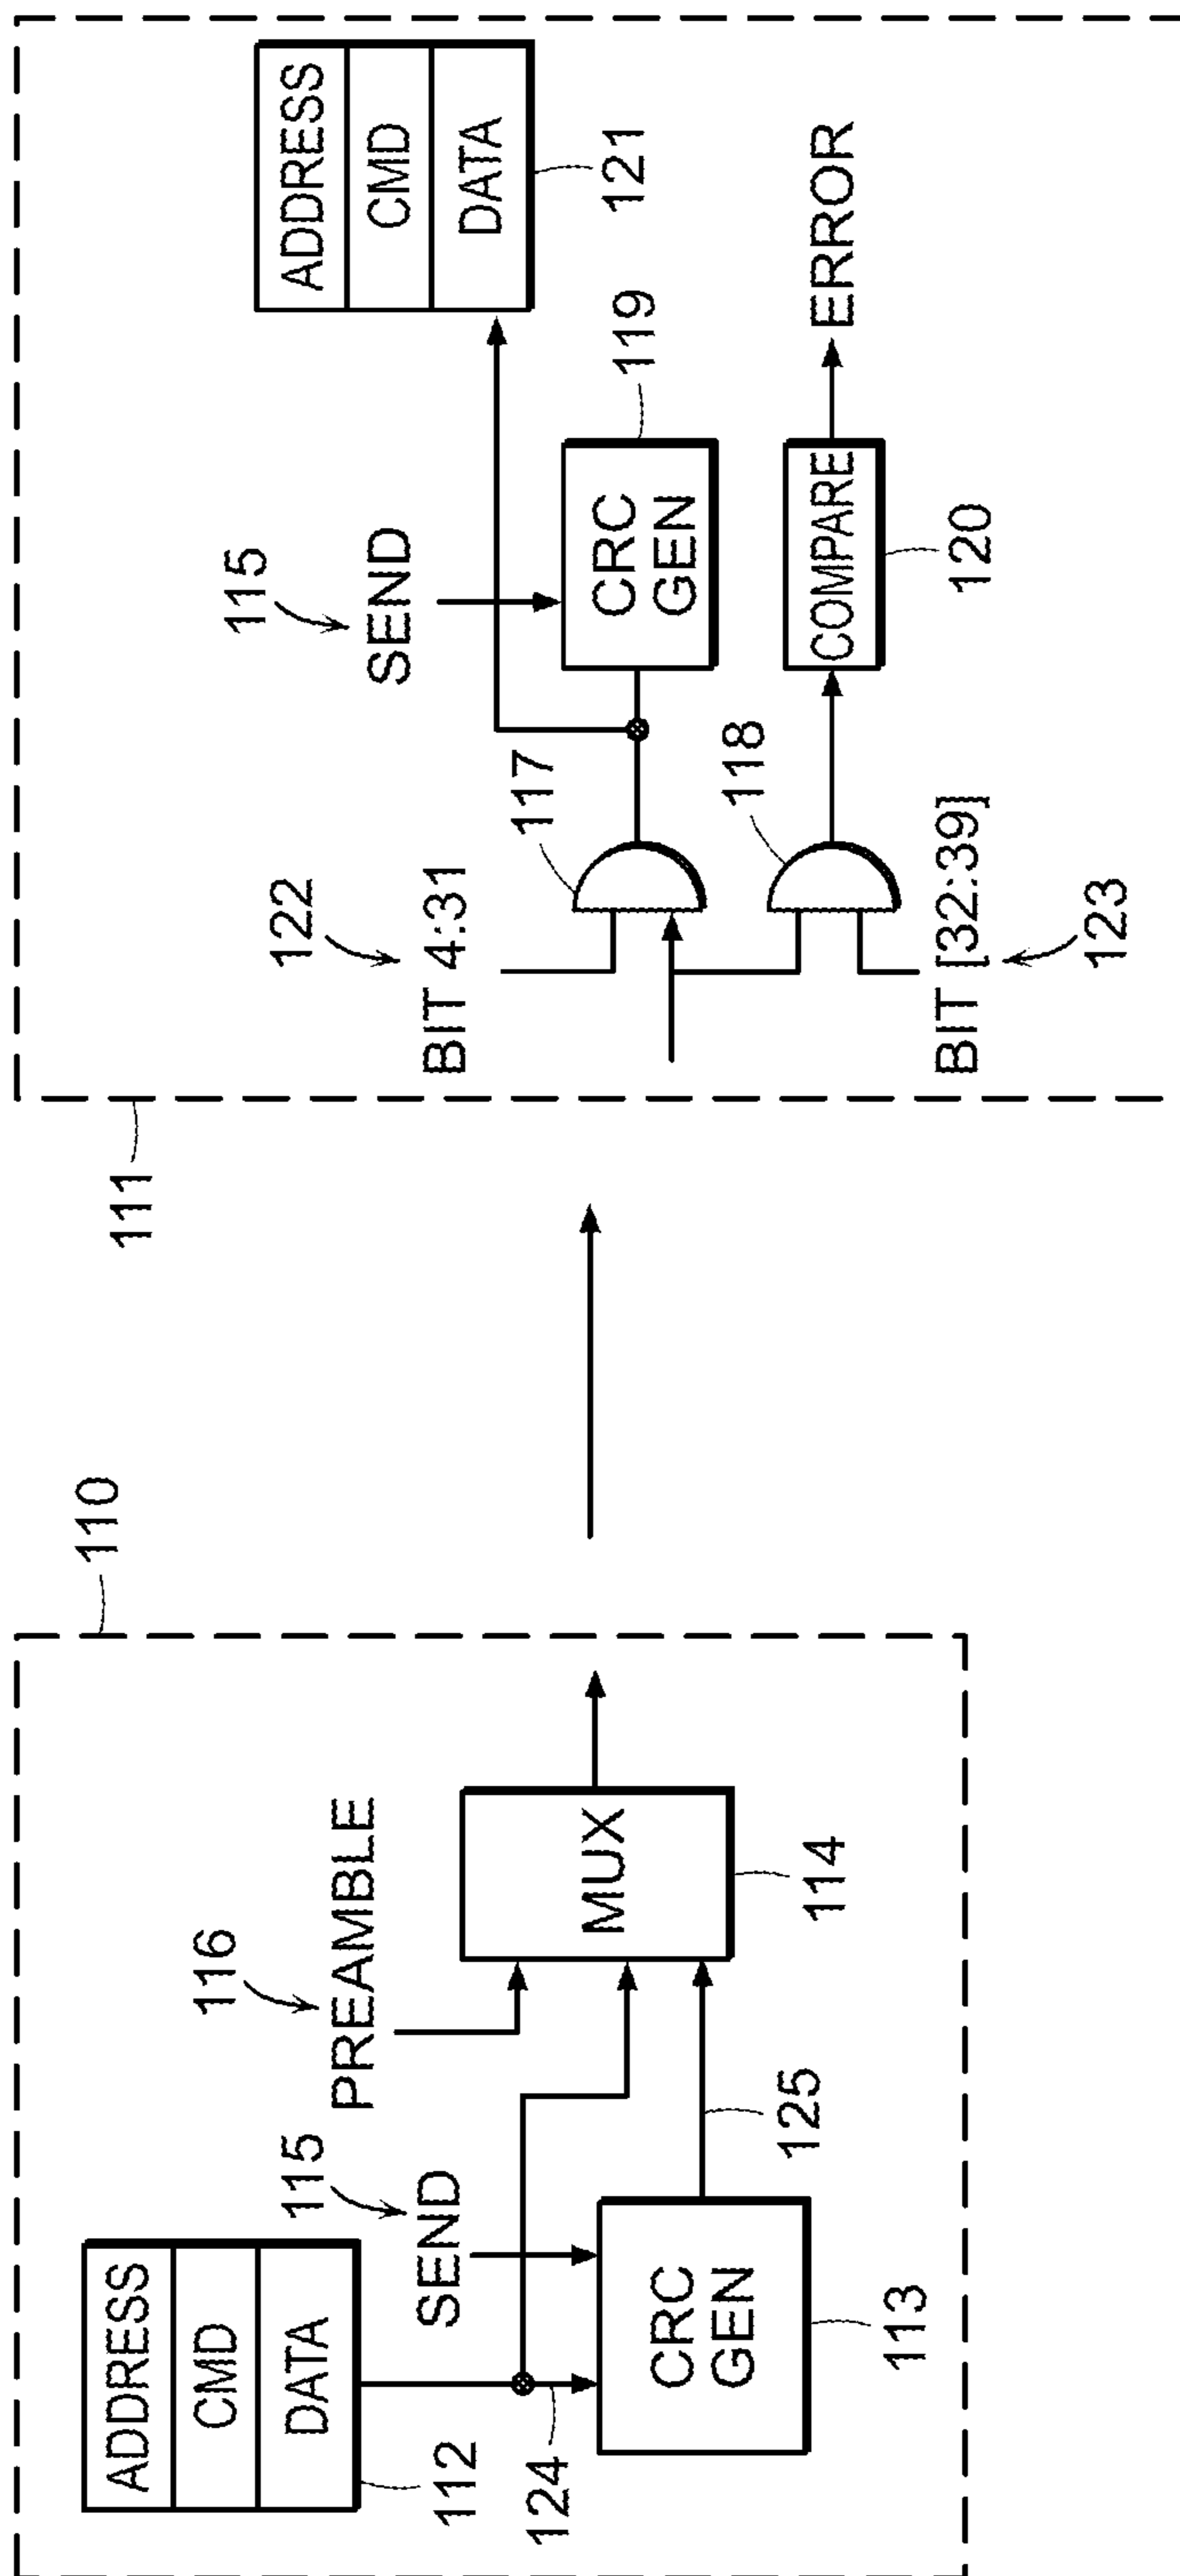 110
ADDRESS
CMD
DATA
112
124
115
SEND
116
PREAMBLE
CRC
GEN
113
125
MUX
114
111
122
BIT 4:31
117
118
BIT [32:39]
123
115
SEND
CRC
GEN
119
COMPARE
120
ERROR
ADDRESS
CMD
DATA
121